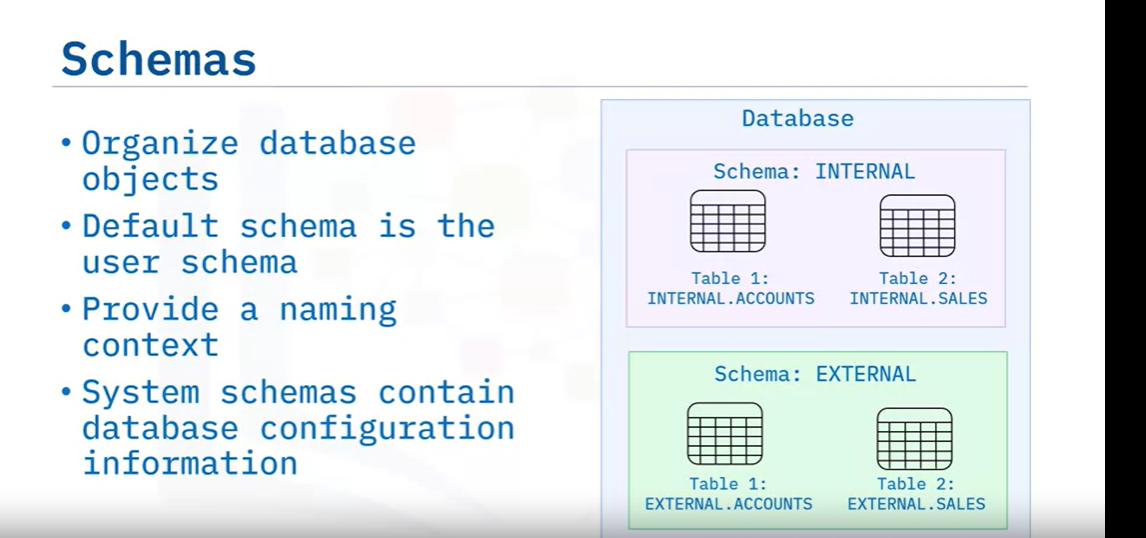 Schemas
• Organize database
objects
• Default schema is the
user schema
• Provide a naming
context
• System schemas contain
database configuration
information
Database
Schema: INTERNAL
Table 1:
INTERNAL.ACCOUNTS
Table 2:
INTERNAL.SALES
Schema: EXTERNAL
Table 1:
EXTERNAL.ACCOUNTS
Table 2:
EXTERNAL.SALES